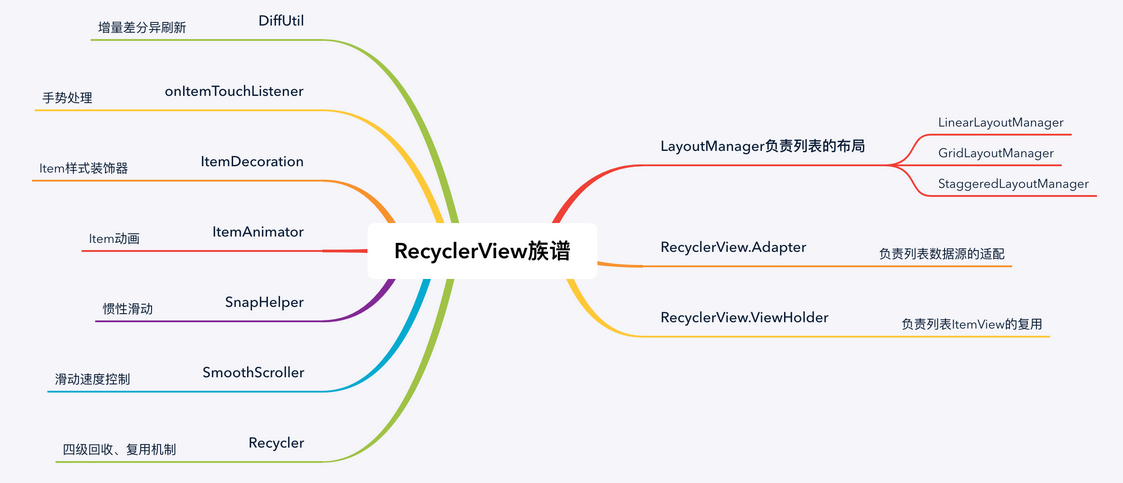 RecyclerView族谱
LayoutManager负责列表的布局
LinearLayoutManager
GridLayoutManager
StaggeredLayoutManager
RecyclerView.Adapter
负责列表数据源的适配
RecyclerView.ViewHolder
负责列表ItemView的复用
DiffUtil
增量差分异刷新
onItemTouchListener
手势处理
ItemDecoration
Item样式装饰器
ItemAnimator
Item动画
SnapHelper
惯性滑动
SmoothScroller
滑动速度控制
Recycler
四级回收、复用机制